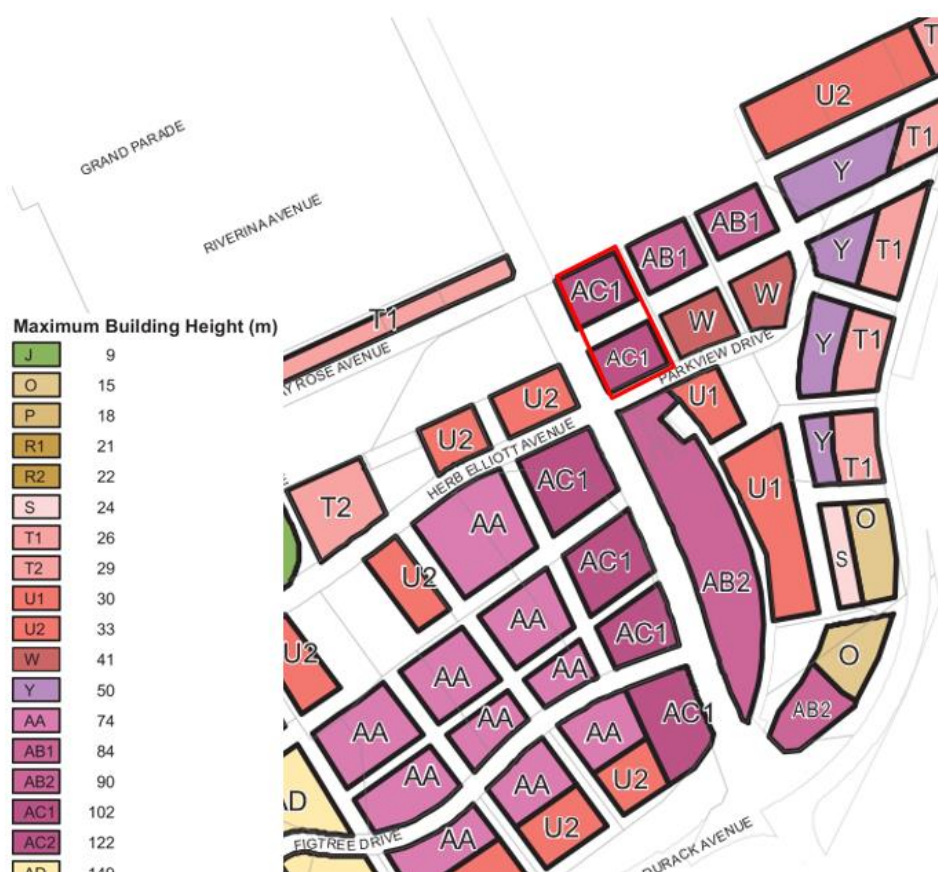 GRAND PARADE
RIVERINA AVENUE
T
U2
T1
Y
AB1
AB1
Y
T1
AC1
W
W
T1
AC1
Y
T1
ROSE AVENUE
PARKVIEW DRIVE
U2
U2
U1
HERB ELLIOTT AVENUE
AC1
Y
T1
T2
AA
U1
O
U2
AC1
S
AB2
AA
AC1
U2
AA
AA
O
AA
AC1
AB2
AA
AA
AA
AA
U2
AD
U2
FIGTREE DRIVE
AA
DURACK AVENUE
Maximum Building Height (m)
J 9
O 15
P 18
R1 21
R2 22
S 24
T1 26
T2 29
U1 30
U2 33
W 41
Y 50
AA 74
AB1 84
AB2 90
AC1 102
AC2 122
AD 149